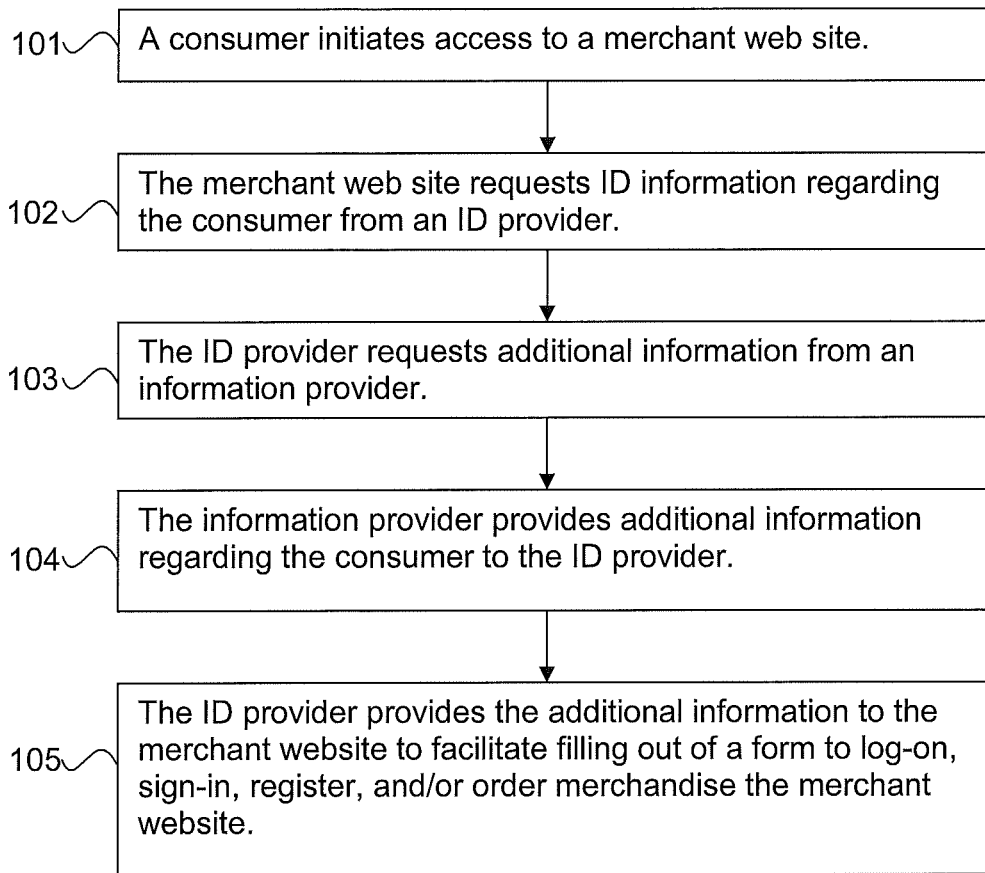 101
A consumer initiates access to a merchant web site.
102
The merchant web site requests ID information regarding
the consumer from an ID provider.
103
The ID provider requests additional information from an
information provider.
104
The information provider provides additional information
regarding the consumer to the ID provider.
105
The ID provider provides the additional information to the
merchant website to facilitate filling out of a form to log-on,
sign-in, register, and/or order merchandise the merchant
website.